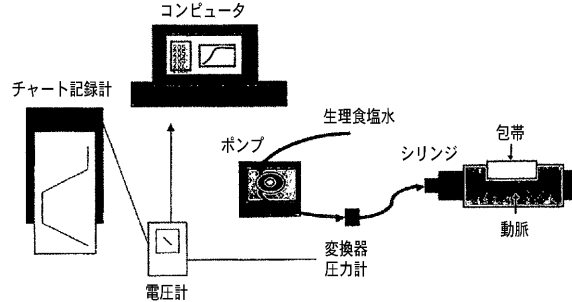 コンピュータ
チャート記録計
生理食塩水
ポンプ
シリンジ
包帯
動脈
変換器
圧力計
電圧計